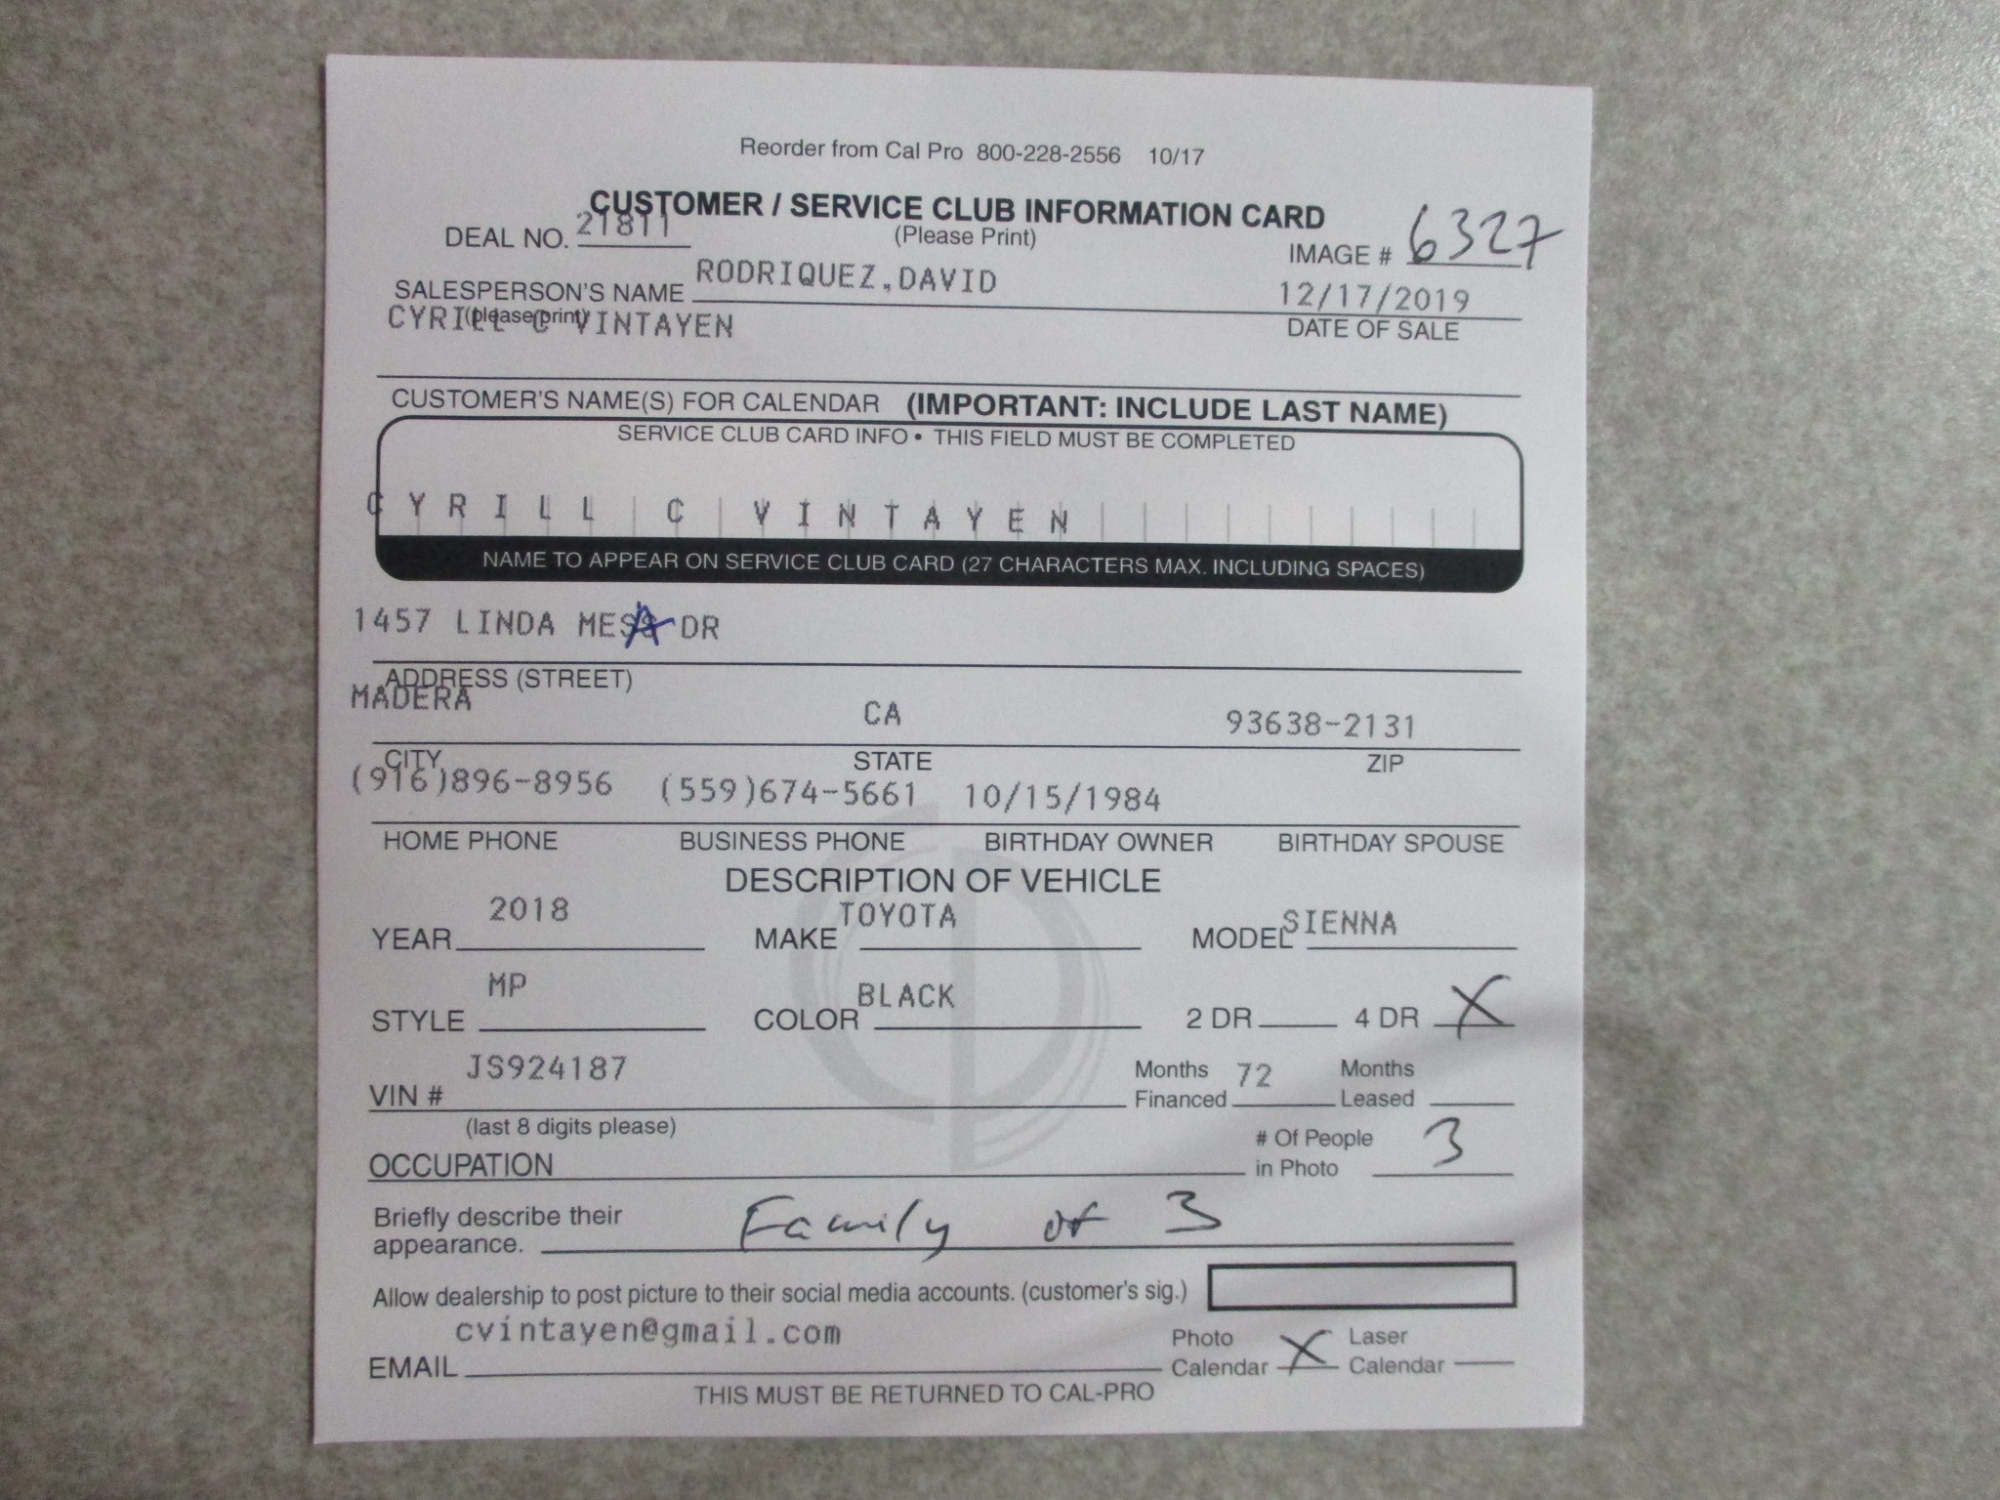 Reorder from Cal Pro 800-228-2556 10/17
CUSTOMER / SERVICE CLUB INFORMATION CARD
DEAL NO. 21811 (Please Print) IMAGE # 6327
SALESPERSON'S NAME RODRIQUEZ,DAVID 12/17/2019
(please print) DATE OF SALE
CYRILL C VINTAYEN
CUSTOMER'S NAME(S) FOR CALENDAR (IMPORTANT: INCLUDE LAST NAME)
SERVICE CLUB CARD INFO • THIS FIELD MUST BE COMPLETED
CYRILL C VINTAYEN
NAME TO APPEAR ON SERVICE CLUB CARD (27 CHARACTERS MAX. INCLUDING SPACES)
1457 LINDA MESA DR
ADDRESS (STREET)
MADERA CA 93638-2131
CITY STATE ZIP
(916)896-8956 (559)674-5661 10/15/1984
HOME PHONE BUSINESS PHONE BIRTHDAY OWNER BIRTHDAY SPOUSE
DESCRIPTION OF VEHICLE
YEAR 2018 MAKE TOYOTA MODEL SIENNA
STYLE MP COLOR BLACK 2 DR 4 DR X
VIN # JS924187 Months Financed 72 Months Leased
(last 8 digits please)
OCCUPATION # Of People in Photo 3
Briefly describe their appearance. Family of 3
Allow dealership to post picture to their social media accounts. (customer's sig.)
EMAIL cvintayen@gmail.com Photo Calendar X Laser Calendar
THIS MUST BE RETURNED TO CAL-PRO